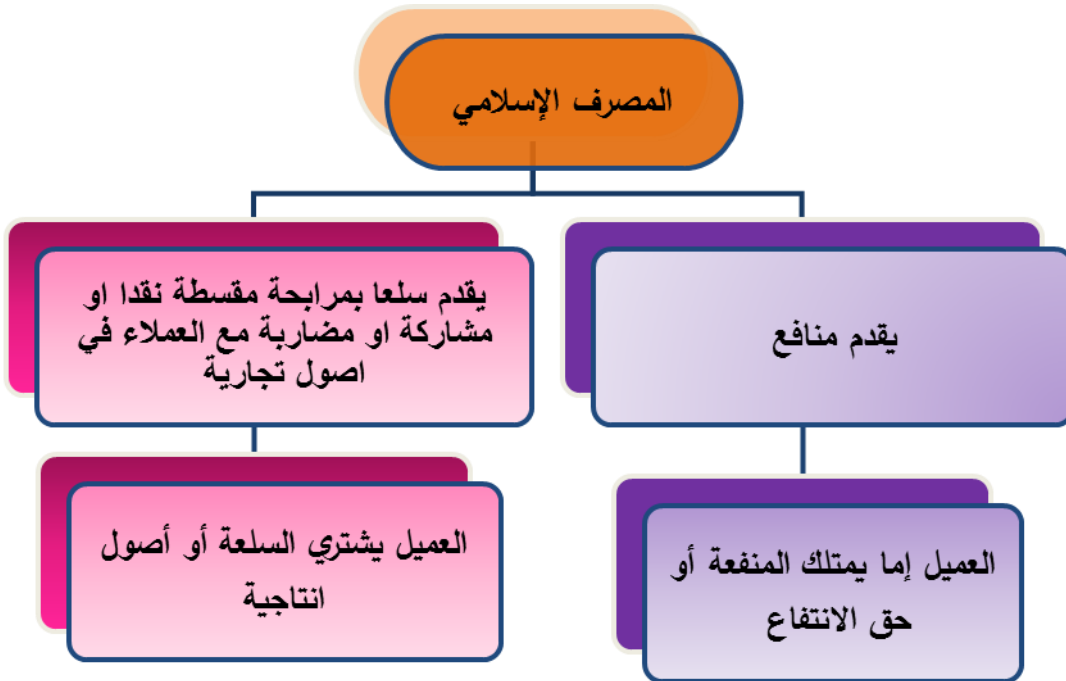 المصرف الإسلامي
يقدم منافع
العميل إما يمتلك المنفعة أو
حق الانتفاع
يقدم سلعا بمرابحة مقسطة نقدا او
مشاركة او مضاربة مع العملاء في
اصول تجارية
العميل يشتري السلعة أو أصول
انتاجية